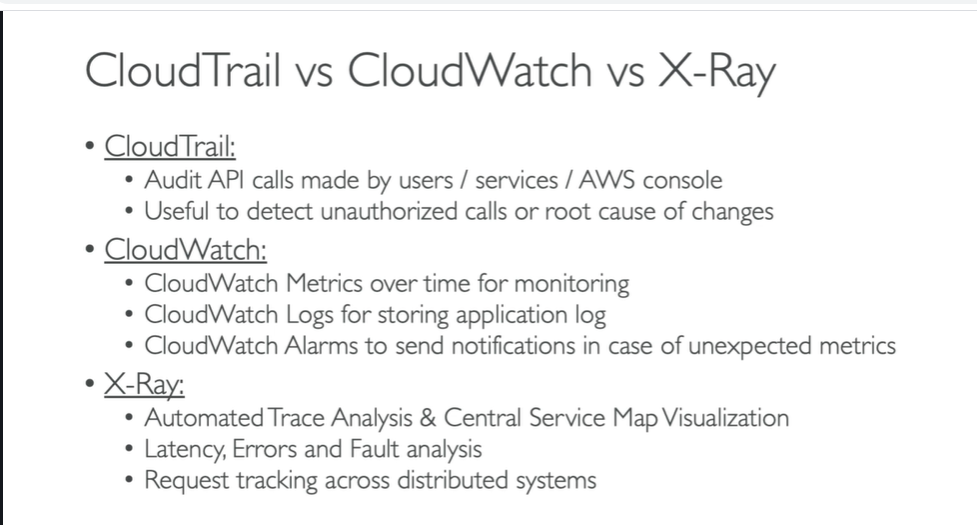 CloudTrail vs CloudWatch vs X-Ray
• CloudTrail:
• Audit API calls made by users / services / AWS console
• Useful to detect unauthorized calls or root cause of changes
• CloudWatch:
• CloudWatch Metrics over time for monitoring
• CloudWatch Logs for storing application log
• CloudWatch Alarms to send notifications in case of unexpected metrics
• X-Ray:
• Automated Trace Analysis & Central Service Map Visualization
• Latency, Errors and Fault analysis
• Request tracking across distributed systems